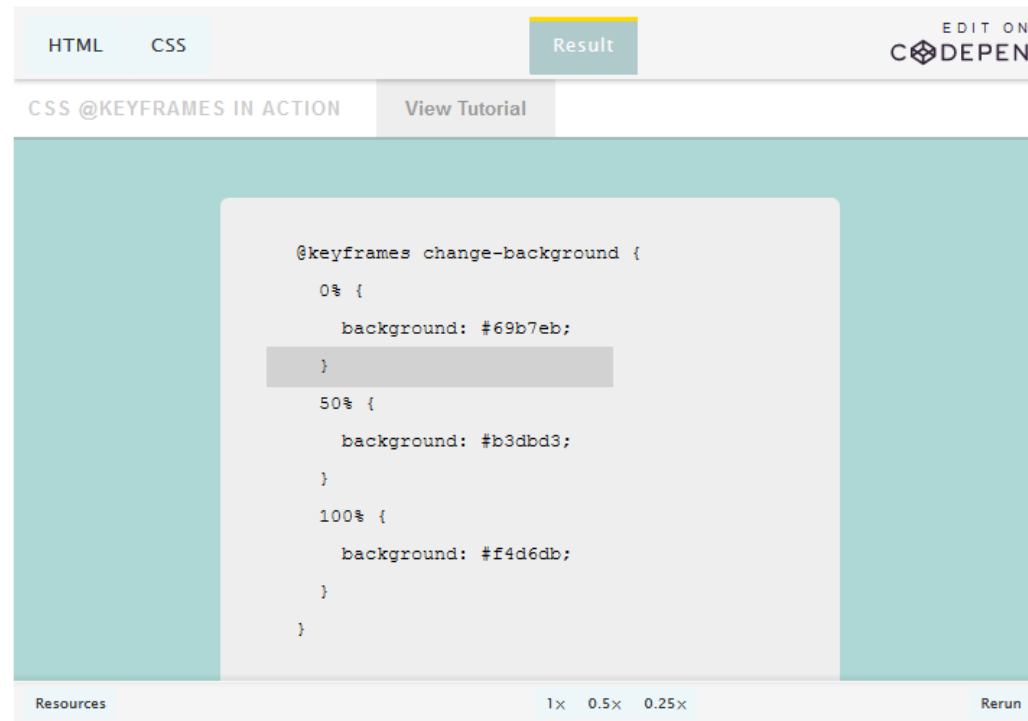 HTML CSS Result EDIT ON
CODEPEN
CSS @KEYFRAMES IN ACTION View Tutorial
@keyframes change-background {
0% {
background: #69b7eb;
}
50% {
background: #b3dbd3;
}
100% {
background: #f4d6db;
}
}
Resources 1× 0.5× 0.25× Rerun